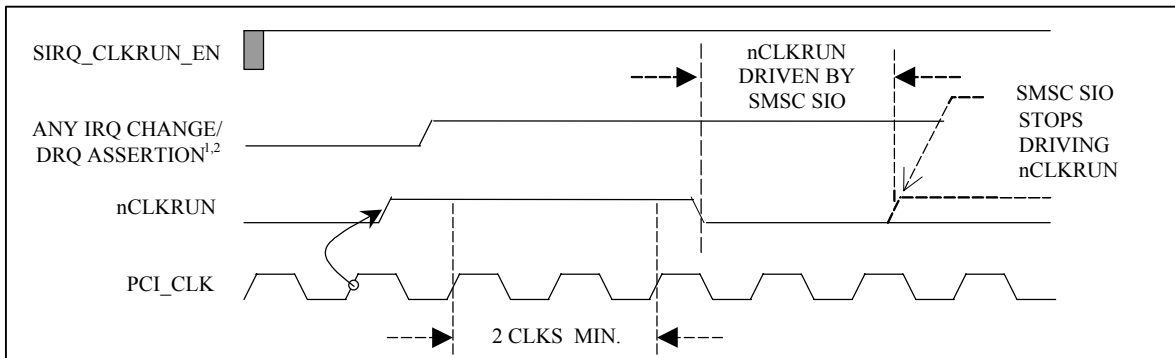 SIRQ_CLKRUN_EN
nCLKRUN
DRIVEN BY
SMSC SIO
SMSC SIO
STOPS
DRIVING
nCLKRUN
ANY IRQ CHANGE/
DRQ ASSERTION1,2
nCLKRUN
PCI_CLK
2 CLKS MIN.